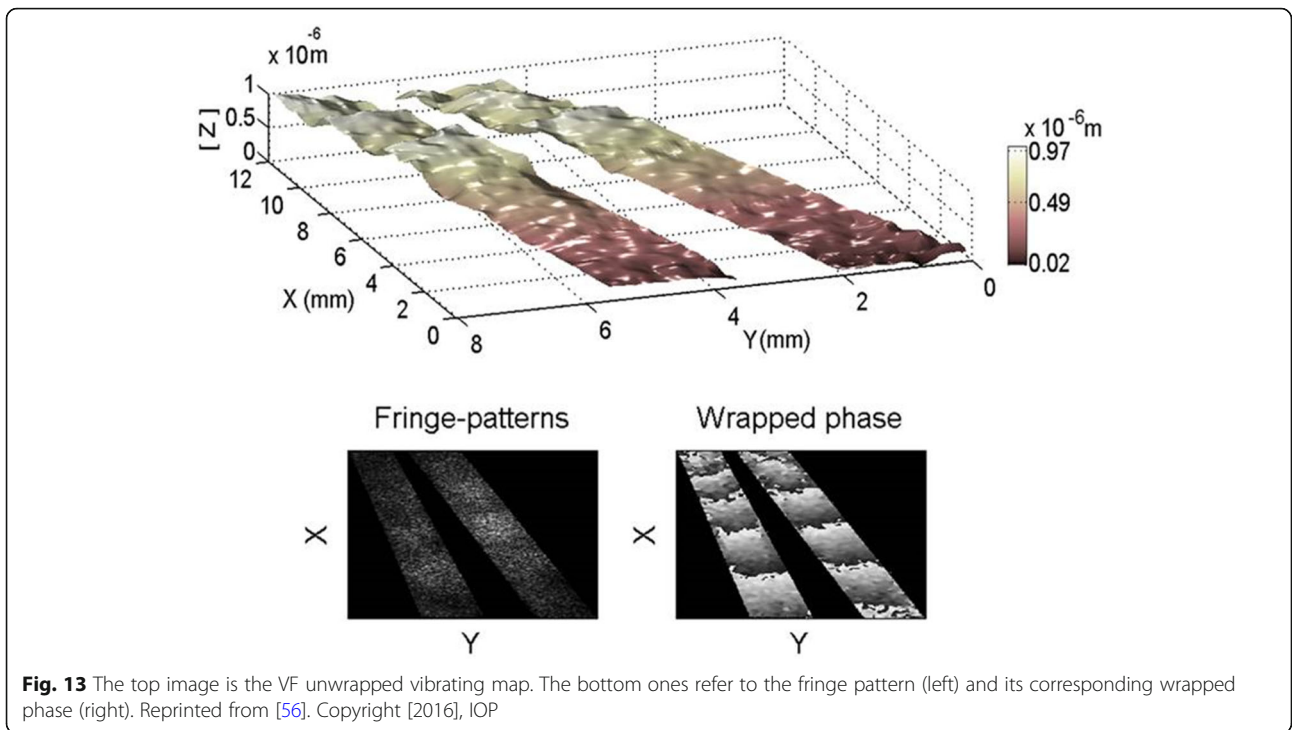 x 10m
-6
1
0.5
0
[ Z ]
12
10
8
6
4
2
0
X (mm)
8
6
4
2
0
Y(mm)
x 10-6m
0.97
0.49
0.02
Fringe-patterns
Wrapped phase
X
Y
X
Y
Fig. 13 The top image is the VF unwrapped vibrating map. The bottom ones refer to the fringe pattern (left) and its corresponding wrapped
phase (right). Reprinted from [56]. Copyright [2016], IOP